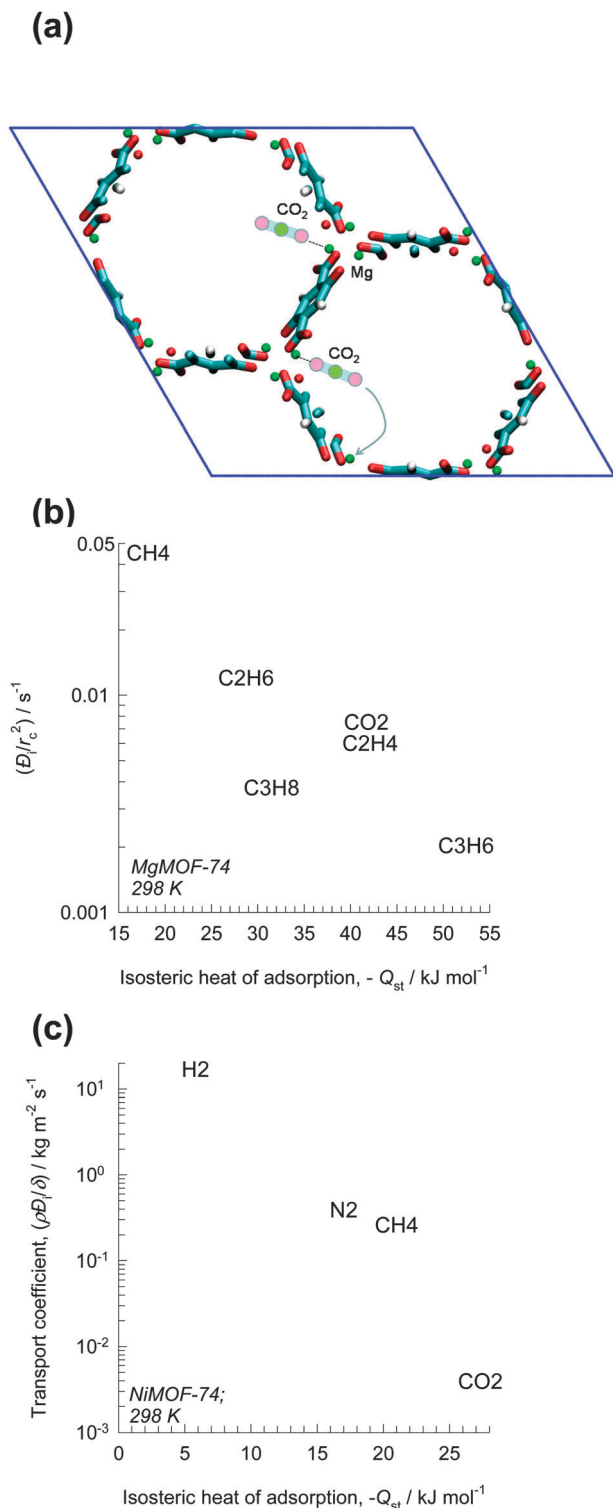 (a)
CO₂
Mg
CO₂
(b)
0.05
CH4
C2H6
0.01
CO2
C2H4
C3H8
C3H6
MgMOF-74
298 K
0.001
15 20 25 30 35 40 45 50 55
(Đᵢ/r꜀²) / s⁻¹
Isosteric heat of adsorption, - Qₛₜ / kJ mol⁻¹
(c)
H2
10¹
10⁰
N2
CH4
10⁻¹
10⁻²
CO2
NiMOF-74;
298 K
10⁻³
0 5 10 15 20 25
Transport coefficient, (ρĐᵢ/δ) / kg m⁻² s⁻¹
Isosteric heat of adsorption, -Qₛₜ / kJ mol⁻¹